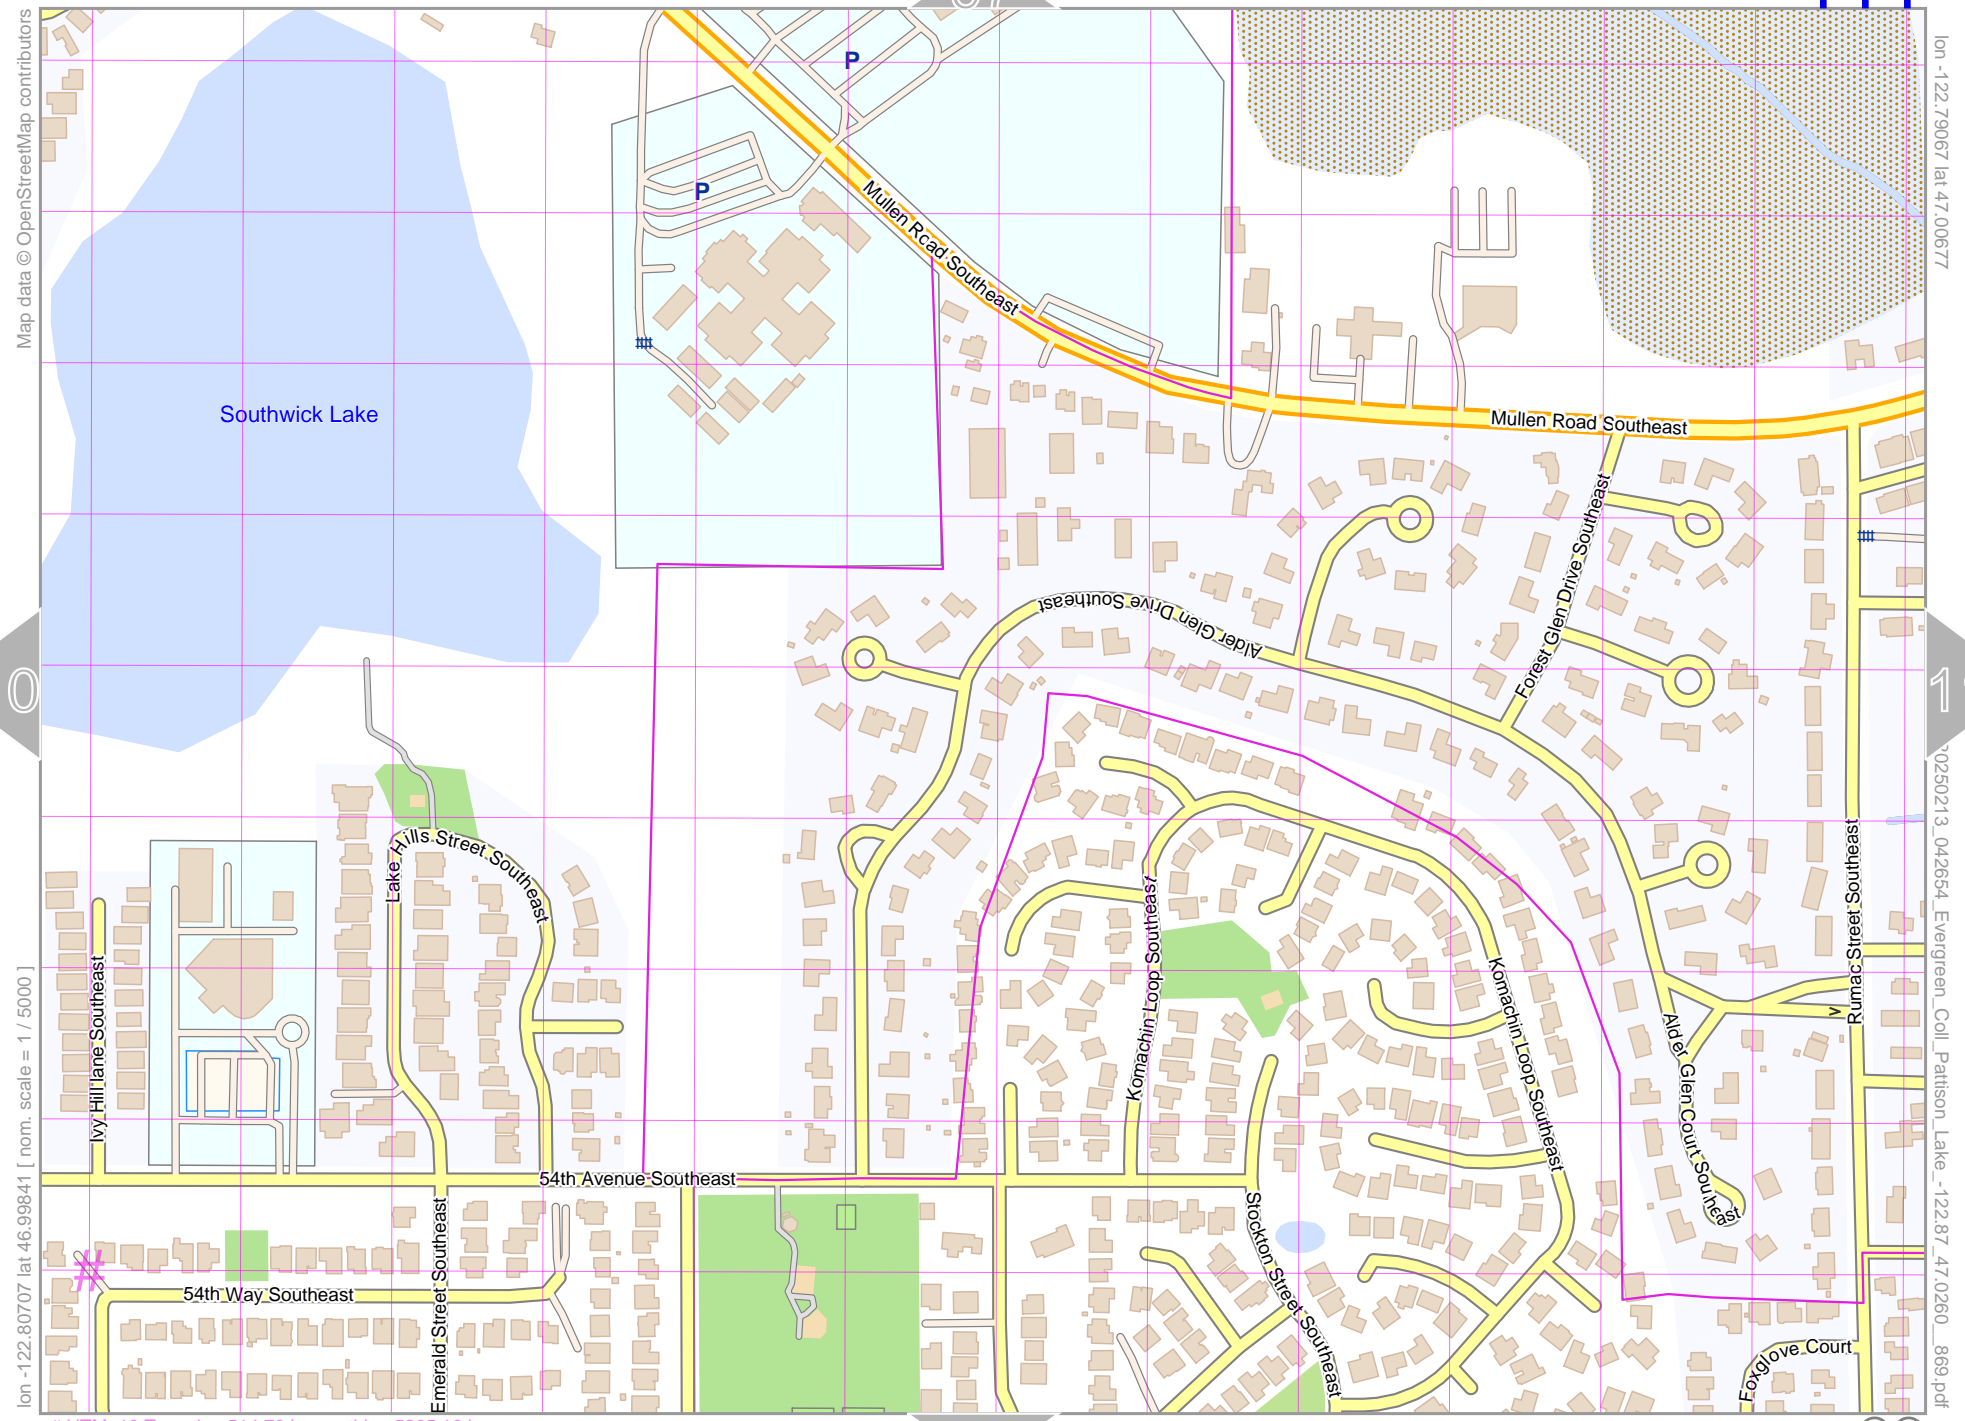 Map data © OpenStreetMap contributors
lon -122.79067 lat 47.00677
P
P
Mullen Road Southeast
Southwick Lake
Mullen Road Southeast
Forest Glen Drive Southeast
Alder Glen Drive Southeast
0
1
Lake Hills Street Southeast
Rumac Street Southeast
Komachin Loop Southeast
Komachin Loop Southeast
Ivy Hill lane Southeast
Alder Glen Court Southeast
v
54th Avenue Southeast
Stockton Street Southeast
Emerald Street Southeast
#
54th Way Southeast
Foxglove Court
lon -122.80707 lat 46.99841 [ nom. scale = 1 / 5000 ]
20250213_042654_Evergreen_Coll_Pattison_Lake_-122.87_47.0260__869.pdf